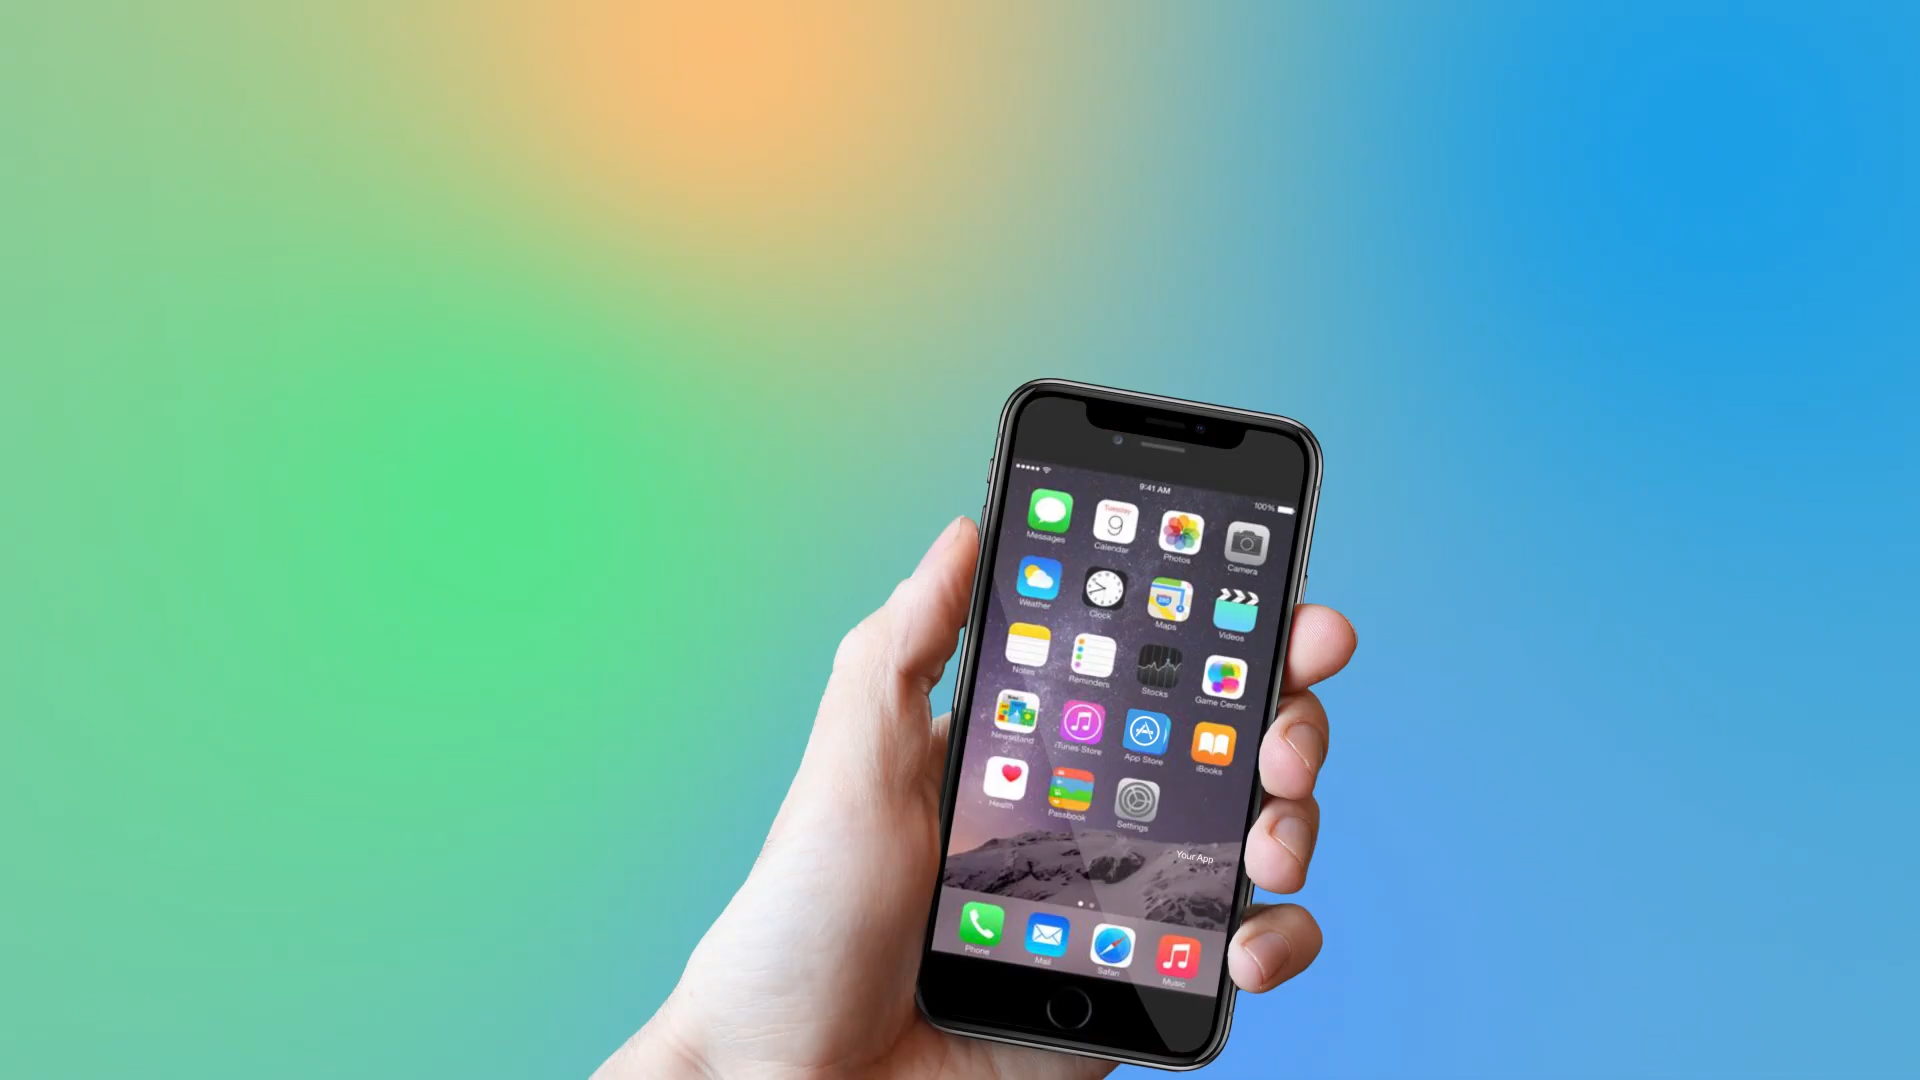 9:41 AM
100%
Tuesday
9
Messages
Calendar
Photos
Camera
280
Weather
Clock
Maps
Videos
Notes
Reminders
Stocks
Game Center
Newsstand
iTunes Store
App Store
iBooks
Health
Passbook
Settings
Your App
Phone
Mail
Safari
Music